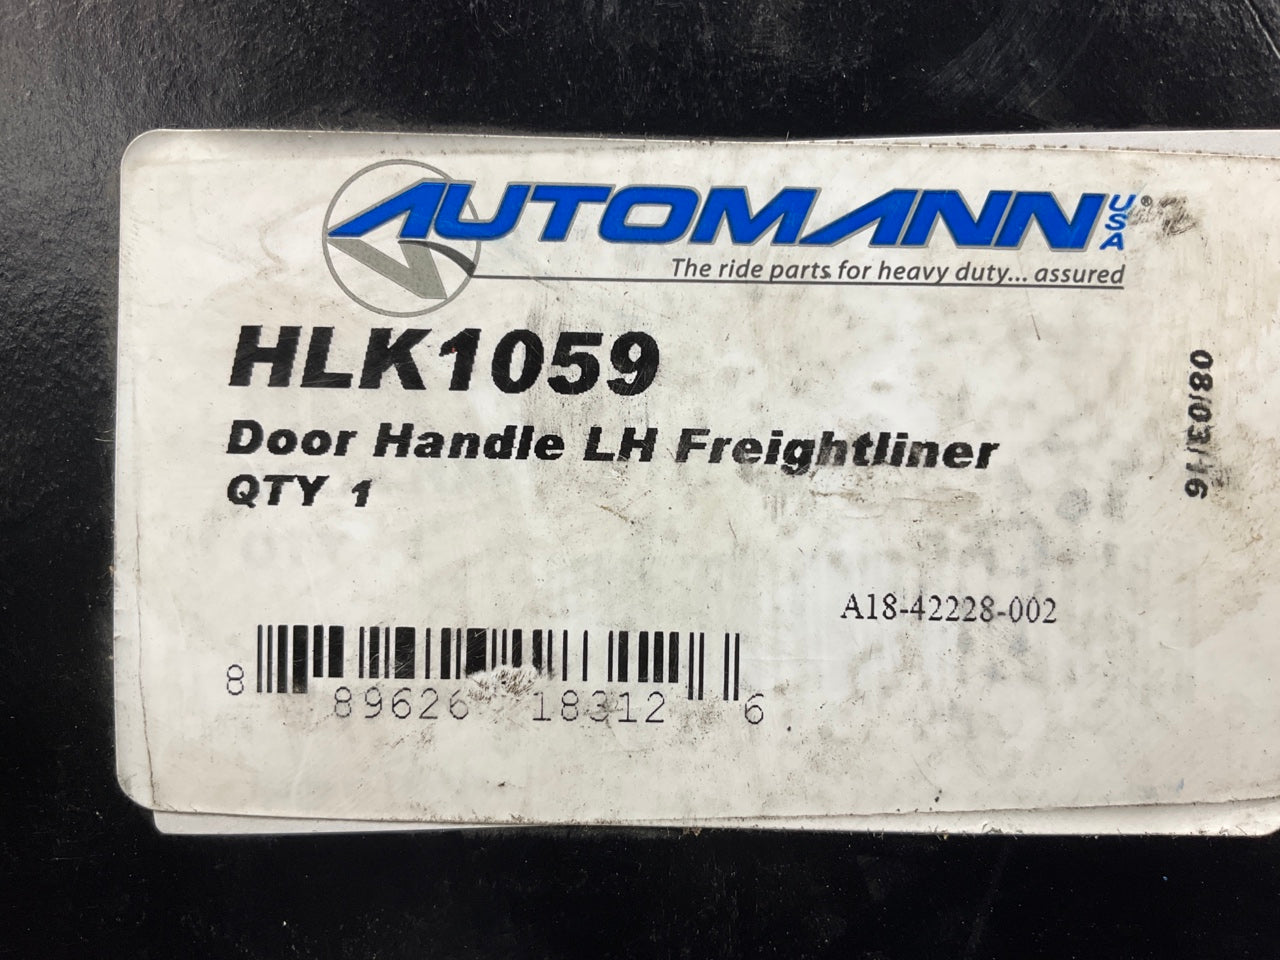 AUTOMANN USA®
The ride parts for heavy duty... assured
HLK1059
Door Handle LH Freightliner
QTY 1
08/03/16
A18-42228-002
8 89626 18312 6